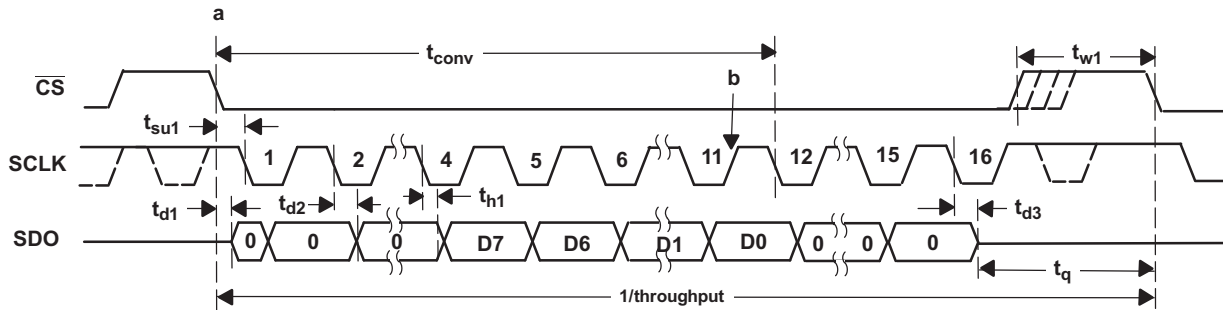 a
t_conv
t_w1
CS
b
t_su1
SCLK
1 2 4 5 6 11 12 15 16
t_d1
t_d2
t_h1
t_d3
SDO
0 0 0 D7 D6 D1 D0 0 0 0
t_q
1/throughput